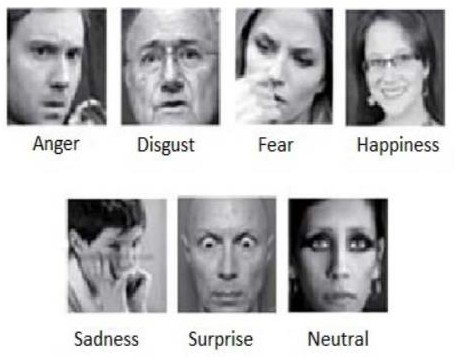 Anger Disgust Fear Happiness
Sadness Surprise Neutral